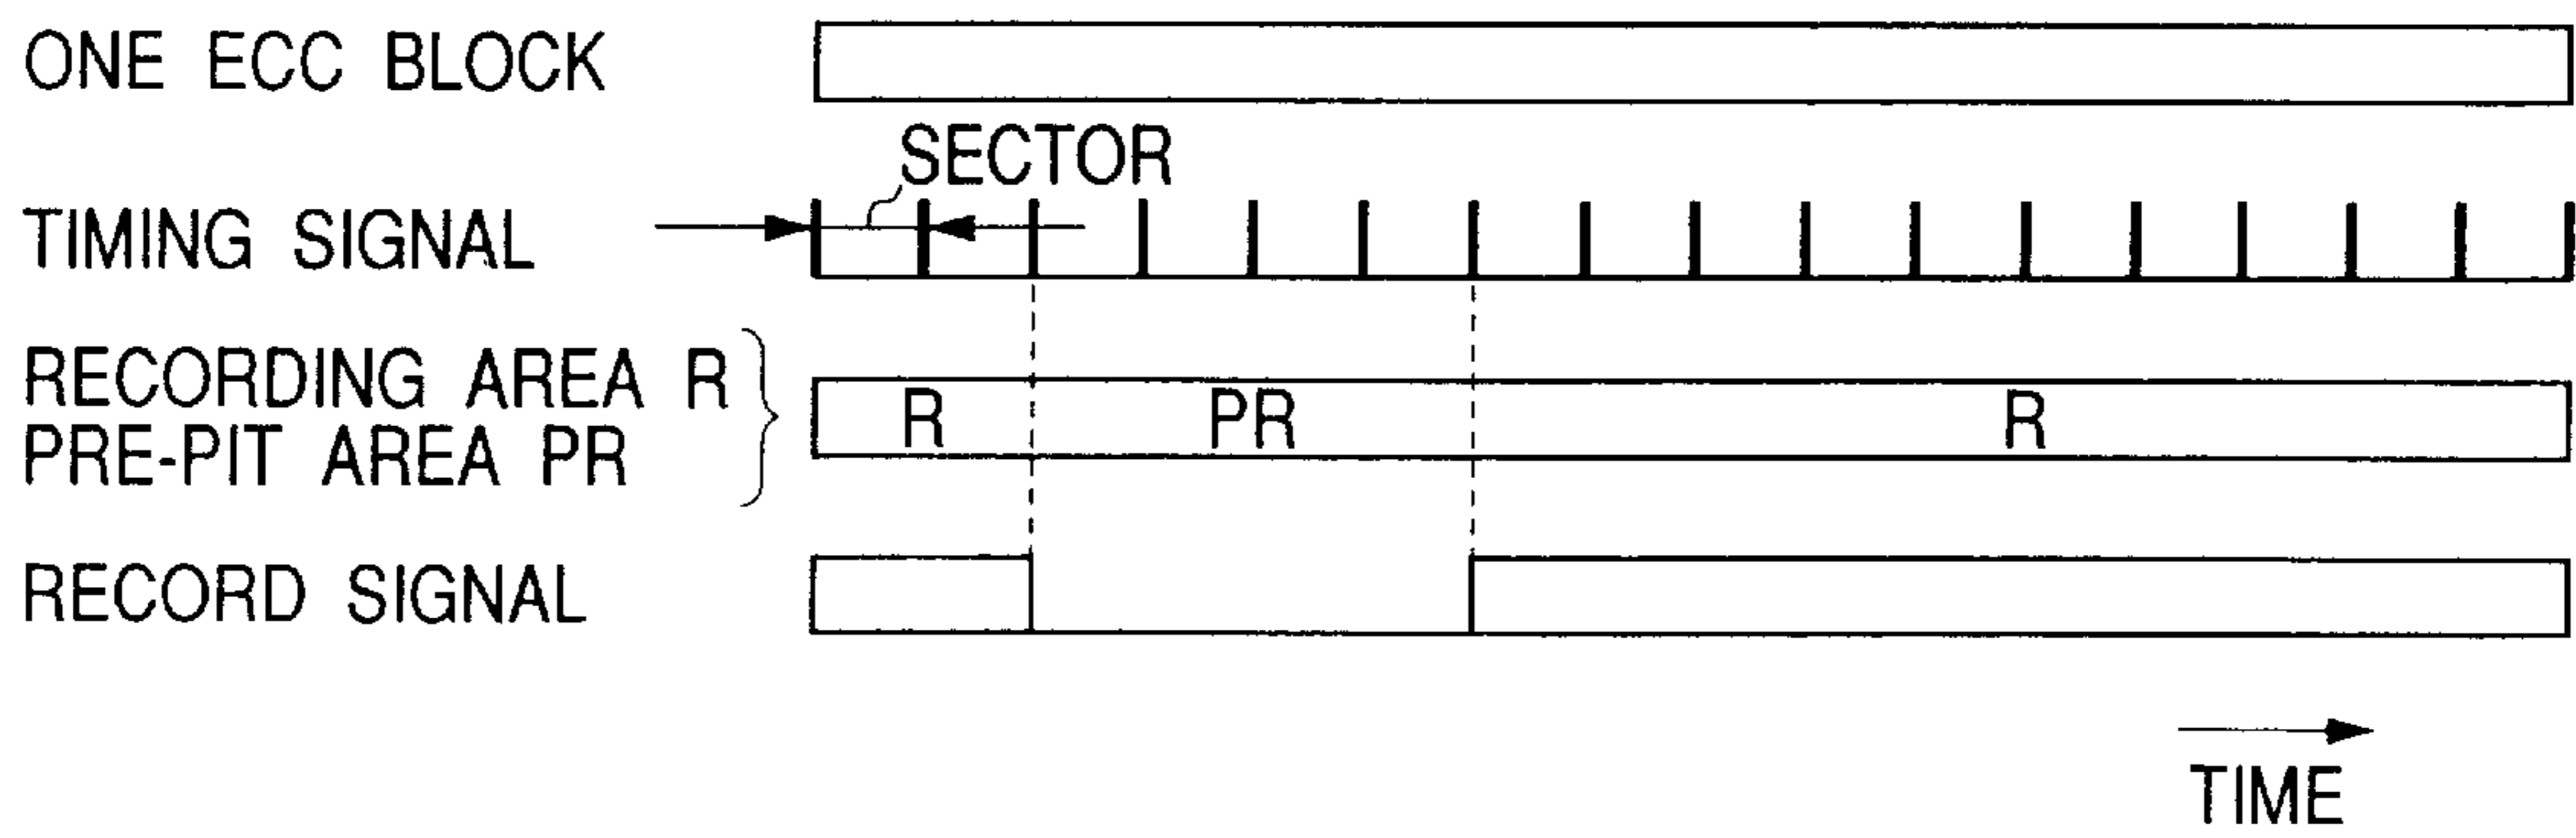 ONE ECC BLOCK
SECTOR
TIMING SIGNAL
RECORDING AREA R
PRE-PIT AREA PR
R
PR
R
RECORD SIGNAL
TIME